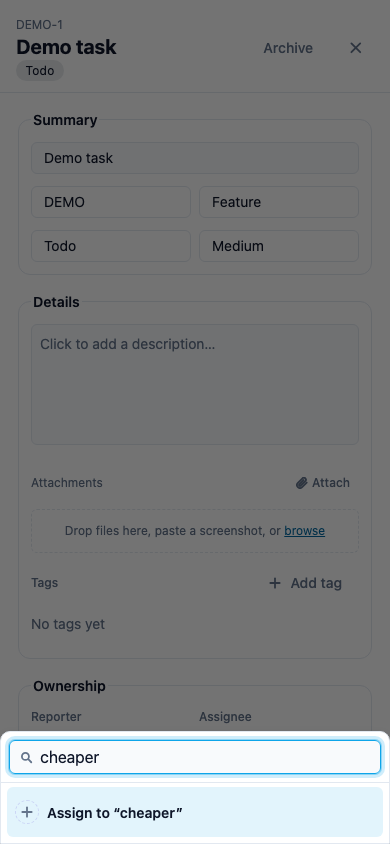 DEMO-1
Demo task
Archive
Todo
Summary
Demo task
DEMO
Feature
Todo
Medium
Details
Click to add a description...
Attachments
Attach
Drop files here, paste a screenshot, or browse
Tags
Add tag
No tags yet
Ownership
Reporter
Assignee
cheaper
Assign to “cheaper”